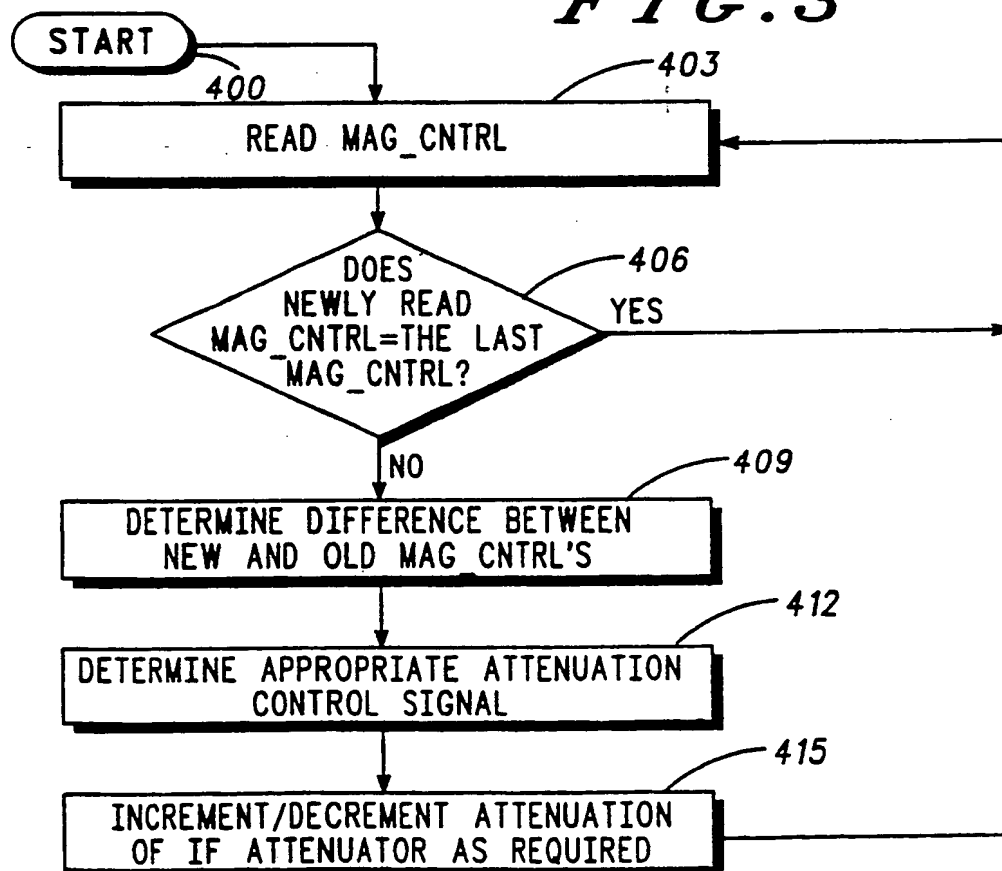 FIG.3
START
400
403
READ MAG_CNTRL
406
DOES
NEWLY READ
MAG_CNTRL=THE LAST
MAG_CNTRL?
YES
NO
409
DETERMINE DIFFERENCE BETWEEN
NEW AND OLD MAG_CNTRL'S
412
DETERMINE APPROPRIATE ATTENUATION
CONTROL SIGNAL
415
INCREMENT/DECREMENT ATTENUATION
OF IF ATTENUATOR AS REQUIRED